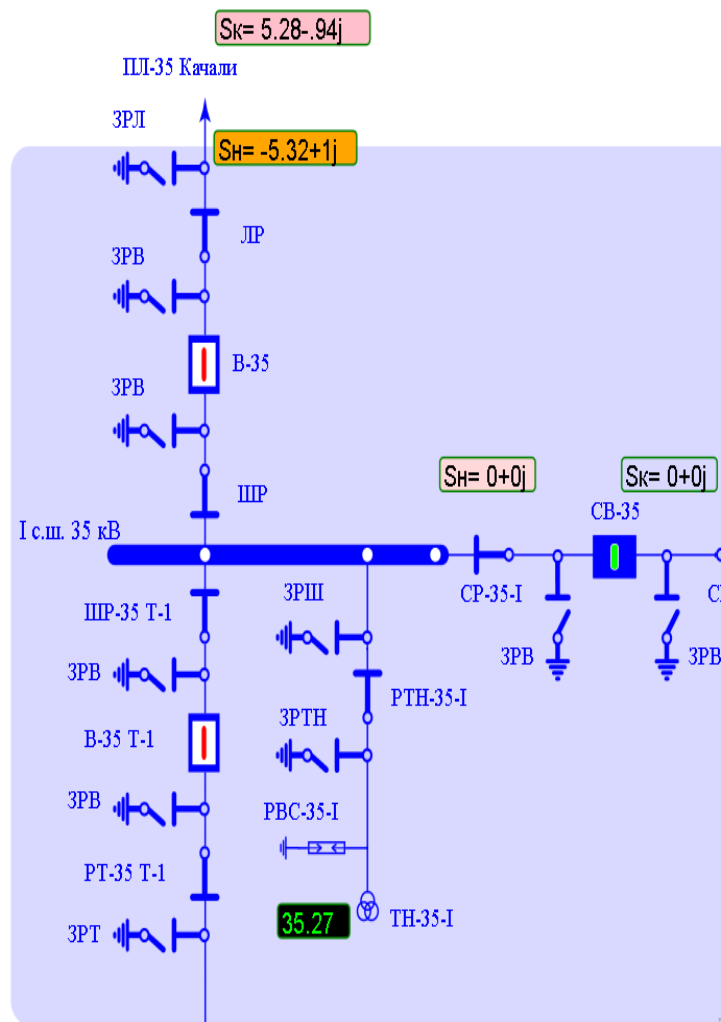 Sк= 5.28-.94j
ПЛ-35 Качали
ЗРЛ
Sн= -5.32+1j
ЛР
ЗРВ
В-35
ЗРВ
Sн= 0+0j
Sк= 0+0j
ШР
СВ-35
I с.ш. 35 кВ
ШР-35 Т-1
ЗРШ
СР-35-I
ЗРВ
ЗРВ
ЗРВ
РТН-35-I
В-35 Т-1
ЗРТН
ЗРВ
РВС-35-I
РТ-35 Т-1
35.27
ТН-35-I
ЗРТ